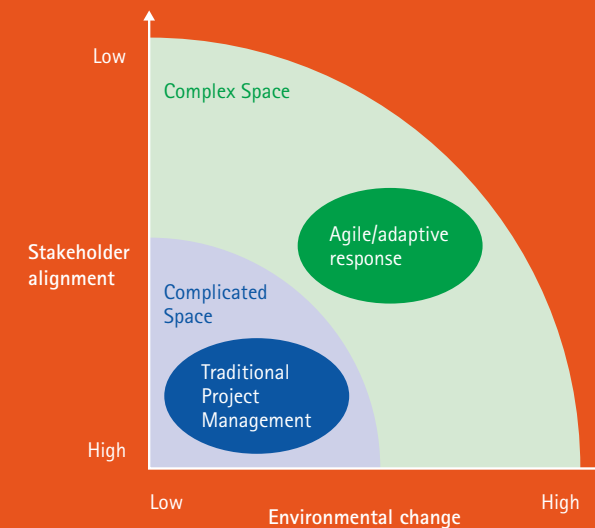 Low
Complex Space
Agile/adaptive
response
Stakeholder
alignment
Complicated
Space
Traditional
Project
Management
High
Low
High
Environmental change